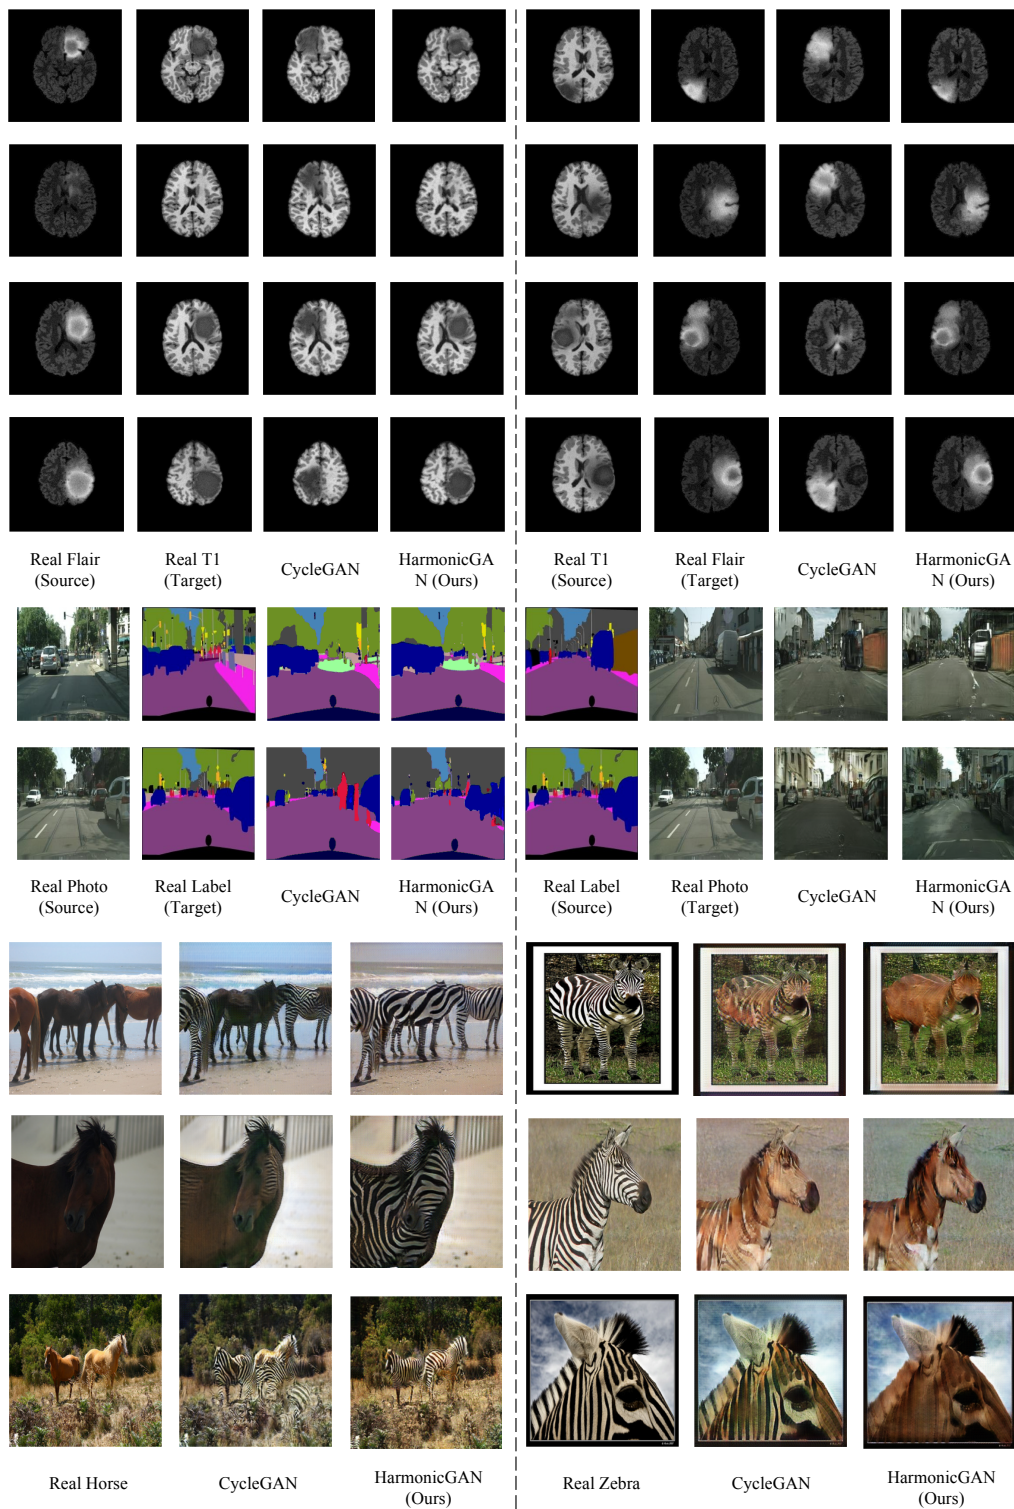 Real Flair
(Source)
Real T1
(Target)
CycleGAN
HarmonicGA
N (Ours)
Real T1
(Source)
Real Flair
(Target)
CycleGAN
HarmonicGA
N (Ours)
Real Photo
(Source)
Real Label
(Target)
CycleGAN
HarmonicGA
N (Ours)
Real Label
(Source)
Real Photo
(Target)
CycleGAN
HarmonicGA
N (Ours)
Real Horse
CycleGAN
HarmonicGAN
(Ours)
Real Zebra
CycleGAN
HarmonicGAN
(Ours)